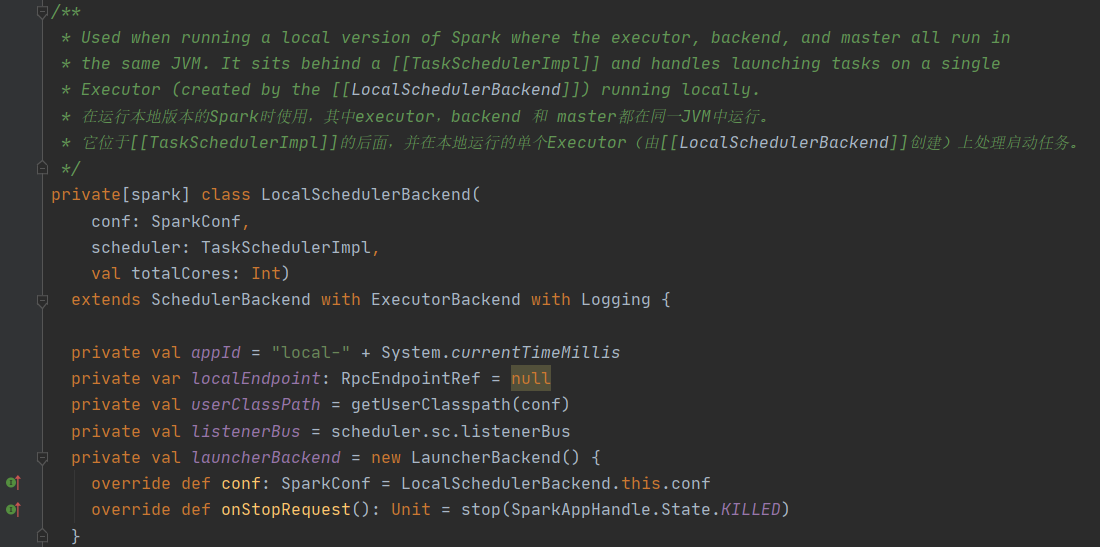 /**
 * Used when running a local version of Spark where the executor, backend, and master all run in
 * the same JVM. It sits behind a [[TaskSchedulerImpl]] and handles launching tasks on a single
 * Executor (created by the [[LocalSchedulerBackend]]) running locally.
 * 在运行本地版本的Spark时使用，其中executor，backend 和 master都在同一JVM中运行。
 * 它位于[[TaskSchedulerImpl]]的后面，并在本地运行的单个Executor（由[[LocalSchedulerBackend]]创建）上处理启动任务。
 */
private[spark] class LocalSchedulerBackend(
    conf: SparkConf,
    scheduler: TaskSchedulerImpl,
    val totalCores: Int)
  extends SchedulerBackend with ExecutorBackend with Logging {

  private val appId = "local-" + System.currentTimeMillis
  private var localEndpoint: RpcEndpointRef = null
  private val userClassPath = getUserClasspath(conf)
  private val listenerBus = scheduler.sc.listenerBus
  private val launcherBackend = new LauncherBackend() {
    override def conf: SparkConf = LocalSchedulerBackend.this.conf
    override def onStopRequest(): Unit = stop(SparkAppHandle.State.KILLED)
  }